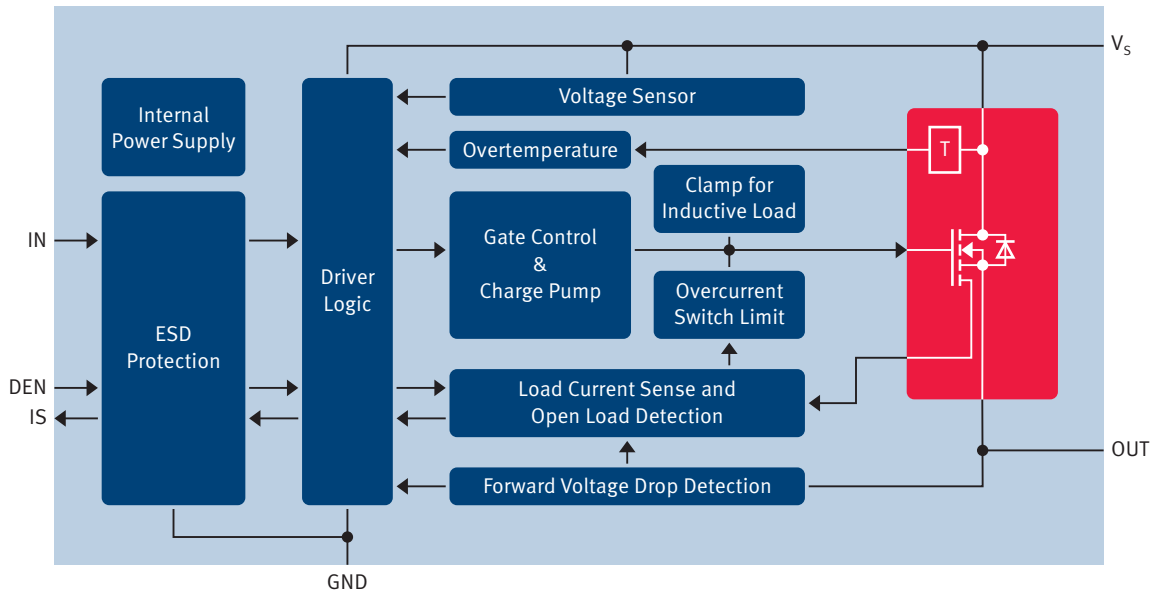 V_S
Voltage Sensor
Internal
Power Supply
Overtemperature
T
Clamp for
Inductive Load
IN
Gate Control
&
Charge Pump
Driver
Logic
Overcurrent
Switch Limit
ESD
Protection
DEN
IS
Load Current Sense and
Open Load Detection
OUT
Forward Voltage Drop Detection
GND